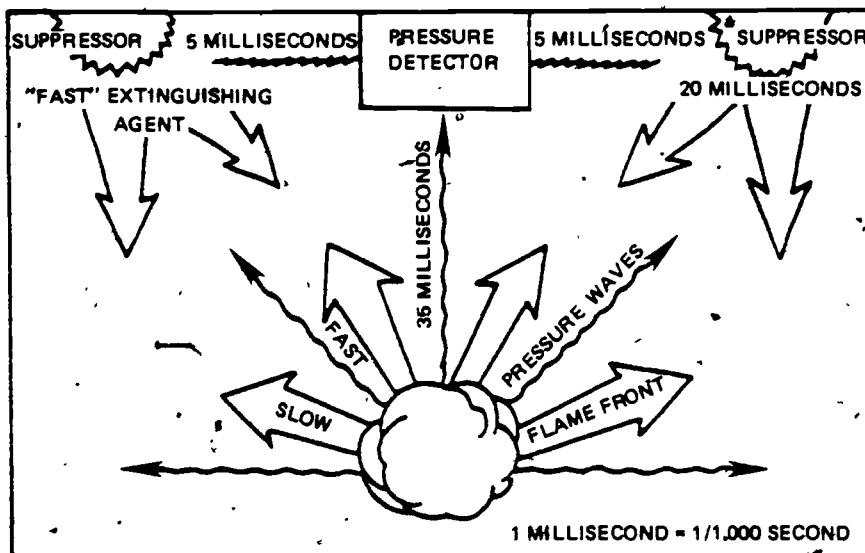 SUPPRESSOR
5 MILLISECONDS
PRESSURE
DETECTOR
5 MILLISECONDS
SUPPRESSOR
"FAST" EXTINGUISHING
AGENT
20 MILLISECONDS
35 MILLISECONDS
FAST
PRESSURE WAVES
SLOW
FLAME FRONT
1 MILLISECOND = 1/1.000 SECOND